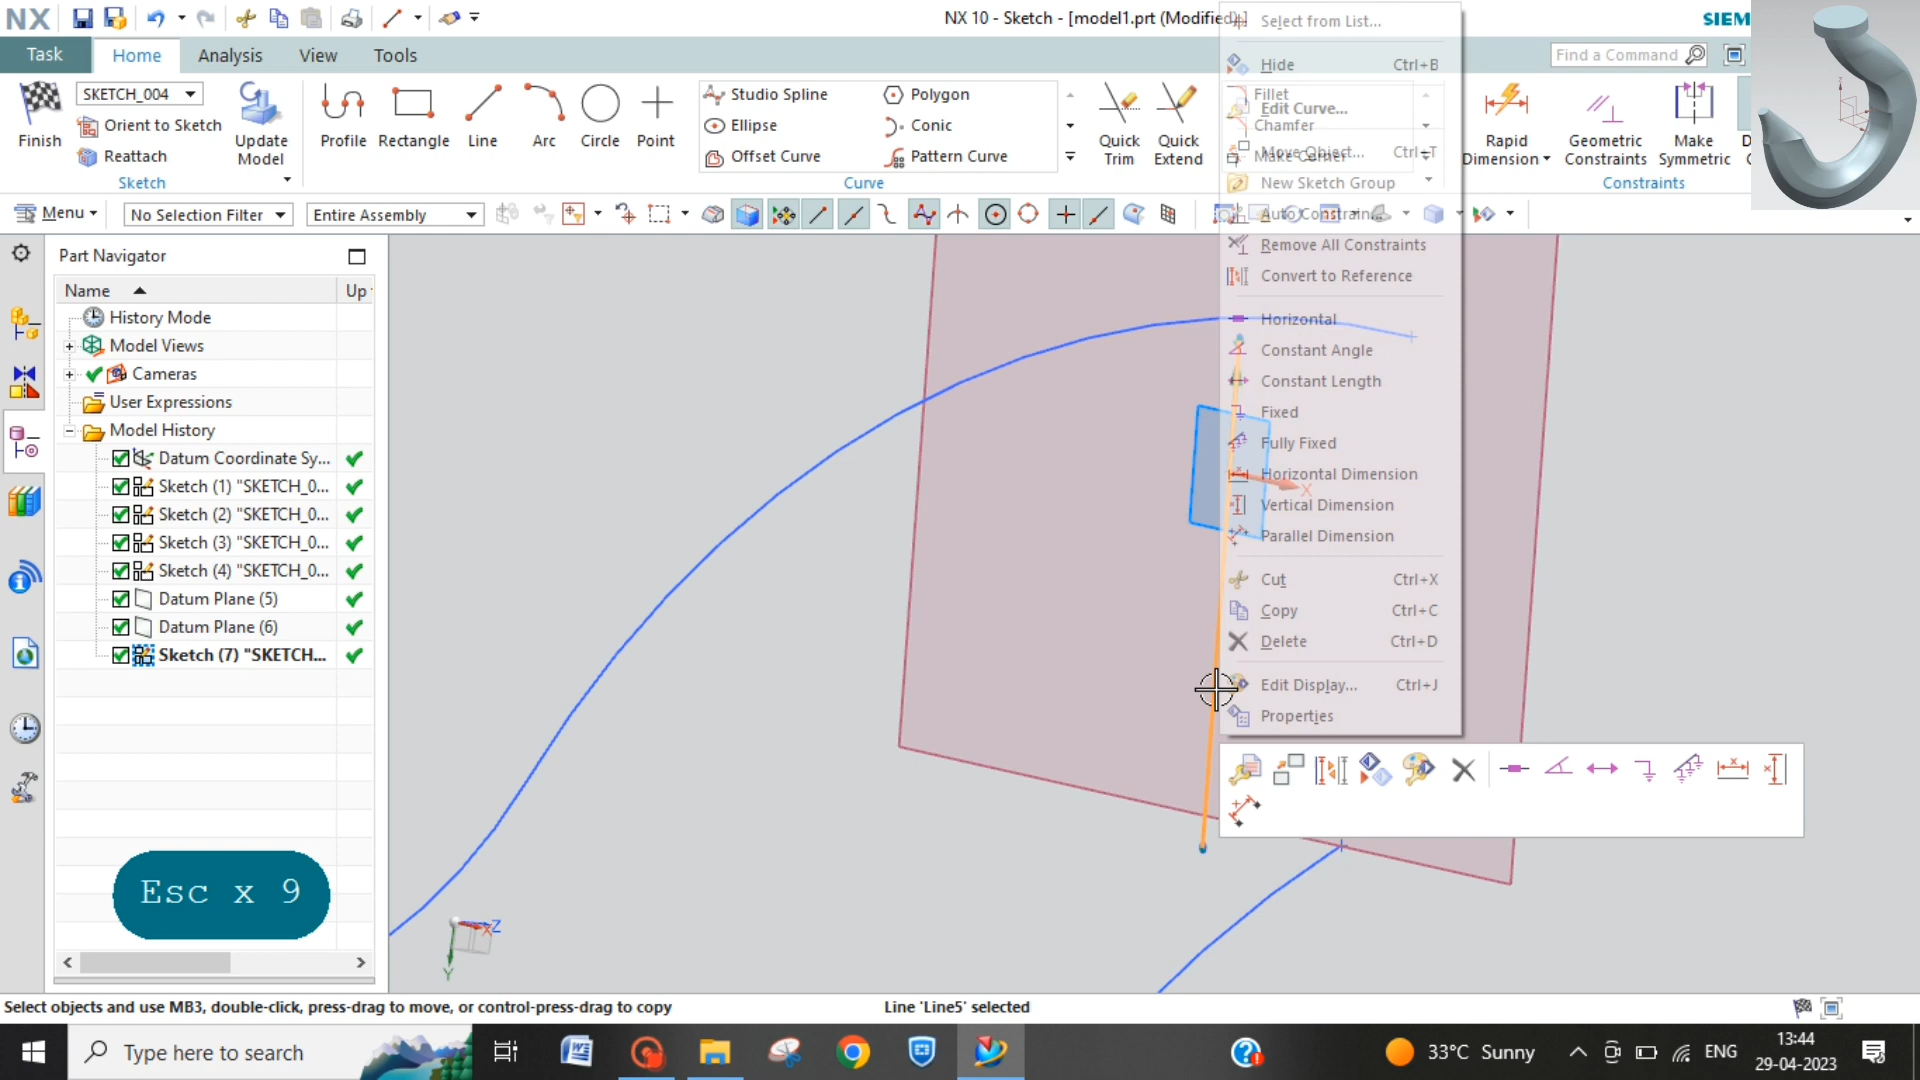 NX
NX 10 - Sketch - [model1.prt (Modified)]
SIEM
Task
Home
Analysis
View
Tools
Find a Command
SKETCH_004
Orient to Sketch
Reattach
Finish
Update
Model
Sketch
Profile
Rectangle
Line
Arc
Circle
Point
Studio Spline
Polygon
Ellipse
Conic
Offset Curve
Pattern Curve
Curve
Quick
Trim
Quick
Extend
Fillet
Chamfer
Make Corner
Rapid
Dimension
Geometric
Constraints
Make
Symmetric
Constraints
Menu
No Selection Filter
Entire Assembly
Select from List...
Hide Ctrl+B
Edit Curve...
Move Object... Ctrl+T
New Sketch Group
Auto Constrain...
Remove All Constraints
Convert to Reference
Horizontal
Constant Angle
Constant Length
Fixed
Fully Fixed
Horizontal Dimension
Vertical Dimension
Parallel Dimension
Cut Ctrl+X
Copy Ctrl+C
Delete Ctrl+D
Edit Display... Ctrl+J
Properties
X
Part Navigator
Name
Up
History Mode
Model Views
Cameras
User Expressions
Model History
Datum Coordinate Sy...
Sketch (1) "SKETCH_0...
Sketch (2) "SKETCH_0...
Sketch (3) "SKETCH_0...
Sketch (4) "SKETCH_0...
Datum Plane (5)
Datum Plane (6)
Sketch (7) "SKETCH...
Esc x 9
Z
X
Y
Select objects and use MB3, double-click, press-drag to move, or control-press-drag to copy
Line 'Line5' selected
Type here to search
33°C Sunny
ENG
13:44
29-04-2023